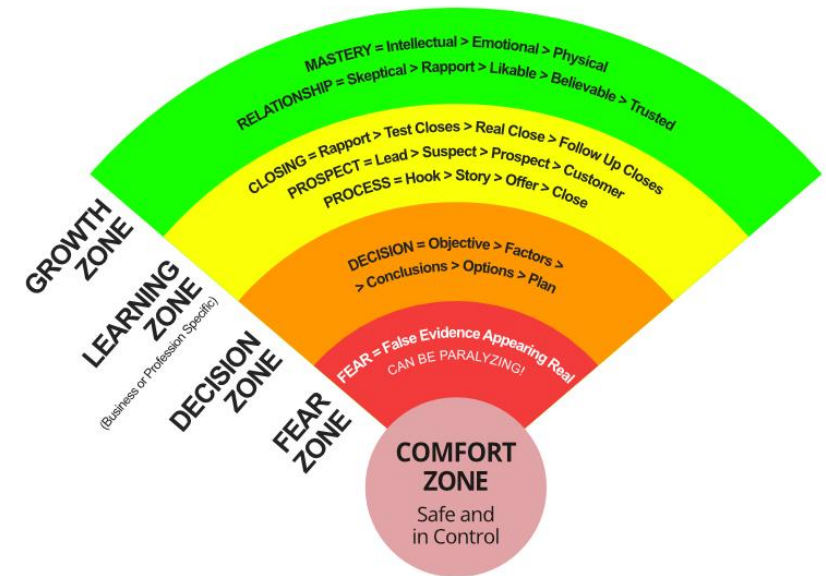 MASTERY = Intellectual > Emotional > Physical
RELATIONSHIP = Skeptical > Rapport > Likable > Believable > Trusted
CLOSING = Rapport > Test Closes > Real Close > Follow Up Closes
PROSPECT = Lead > Suspect > Prospect > Customer
PROCESS = Hook > Story > Offer > Close
DECISION = Objective > Factors >
> Conclusions > Options > Plan
FEAR = False Evidence Appearing Real
CAN BE PARALYZING!
GROWTH
ZONE
LEARNING
ZONE
(Business or Profession Specific)
DECISION
ZONE
FEAR
ZONE
COMFORT
ZONE
Safe and
in Control